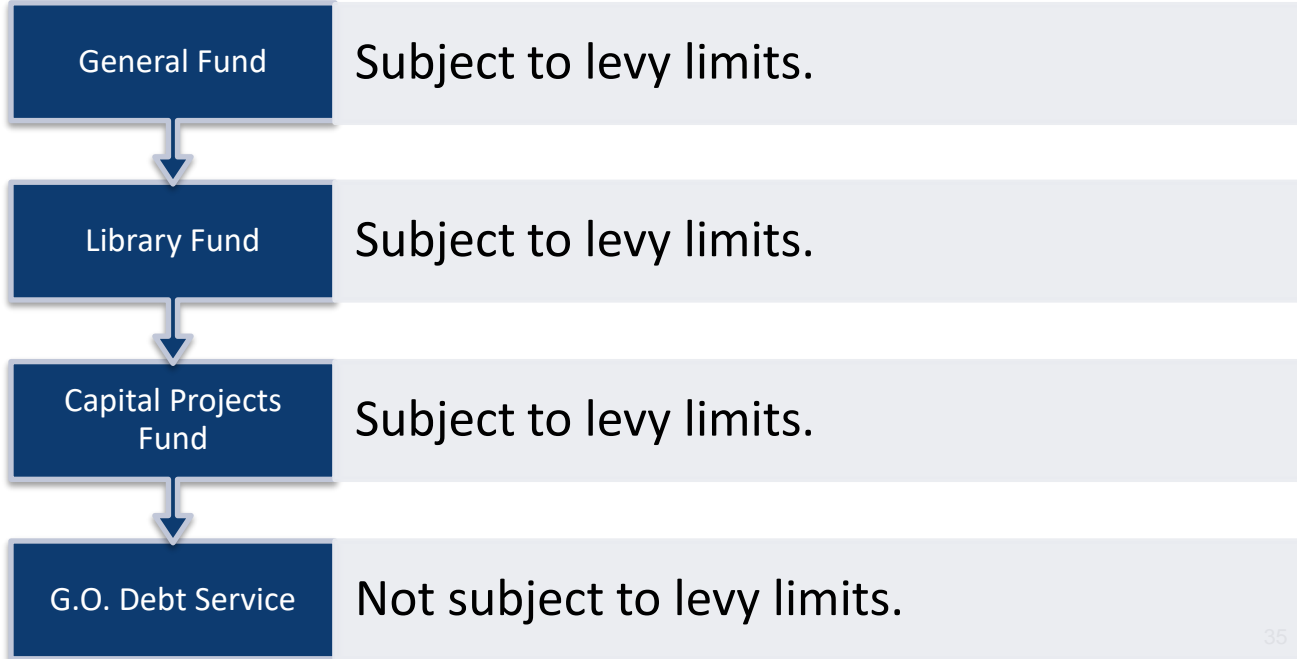 General Fund
Subject to levy limits.
Library Fund
Subject to levy limits.
Capital Projects
Fund
Subject to levy limits.
G.O. Debt Service
Not subject to levy limits.
35